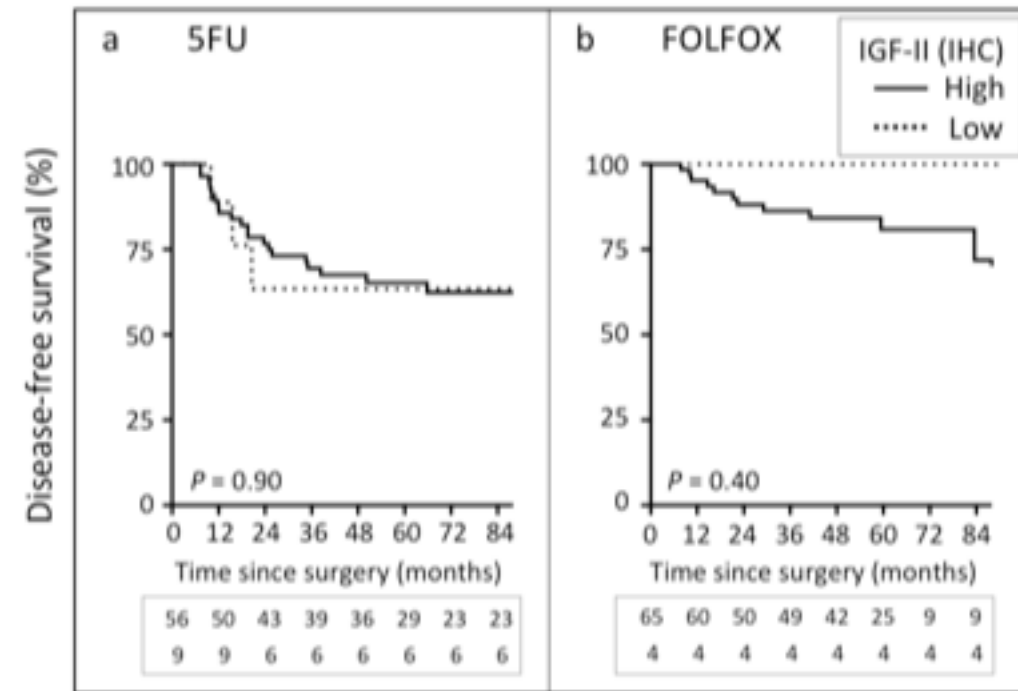 a 5FU
b FOLFOX
IGF-II (IHC)
High
Low
Disease-free survival (%)
100
75
50
25
0
P = 0.90
0 12 24 36 48 60 72 84
Time since surgery (months)
56 50 43 39 36 29 23 23
9 9 6 6 6 6 6 6
100
75
50
25
0
P = 0.40
0 12 24 36 48 60 72 84
Time since surgery (months)
65 60 50 49 42 25 9 9
4 4 4 4 4 4 4 4